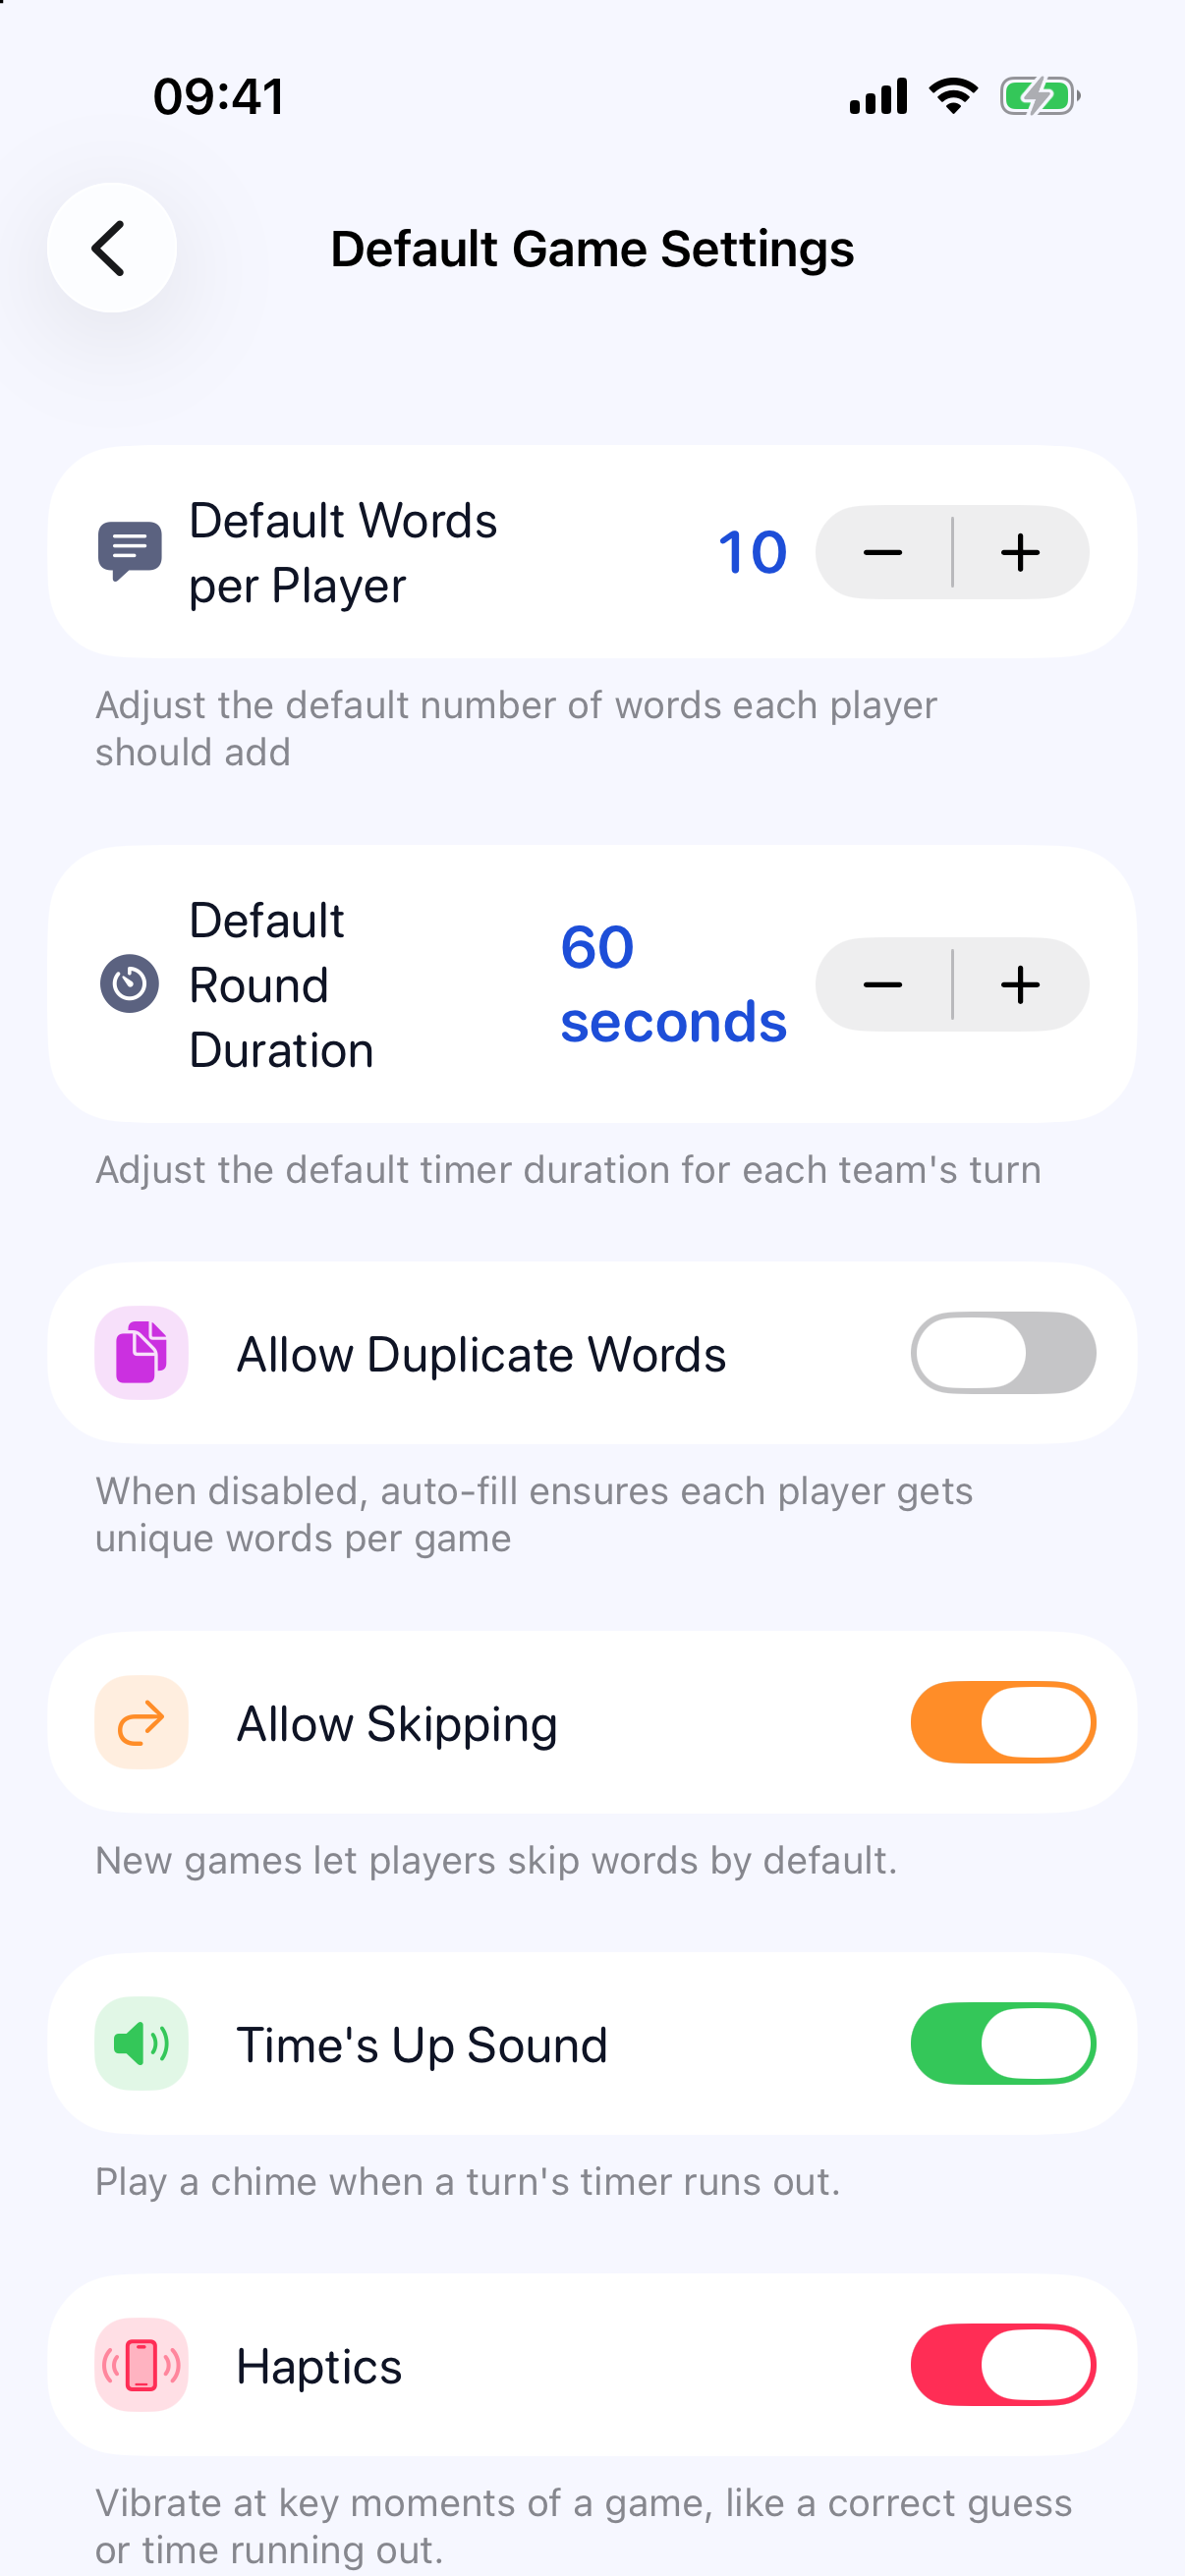 09:41
Default Game Settings
Default Words
per Player
10
Adjust the default number of words each player
should add
Default
Round
Duration
60
seconds
Adjust the default timer duration for each team's turn
Allow Duplicate Words
When disabled, auto-fill ensures each player gets
unique words per game
Allow Skipping
New games let players skip words by default.
Time's Up Sound
Play a chime when a turn's timer runs out.
Haptics
Vibrate at key moments of a game, like a correct guess
or time running out.